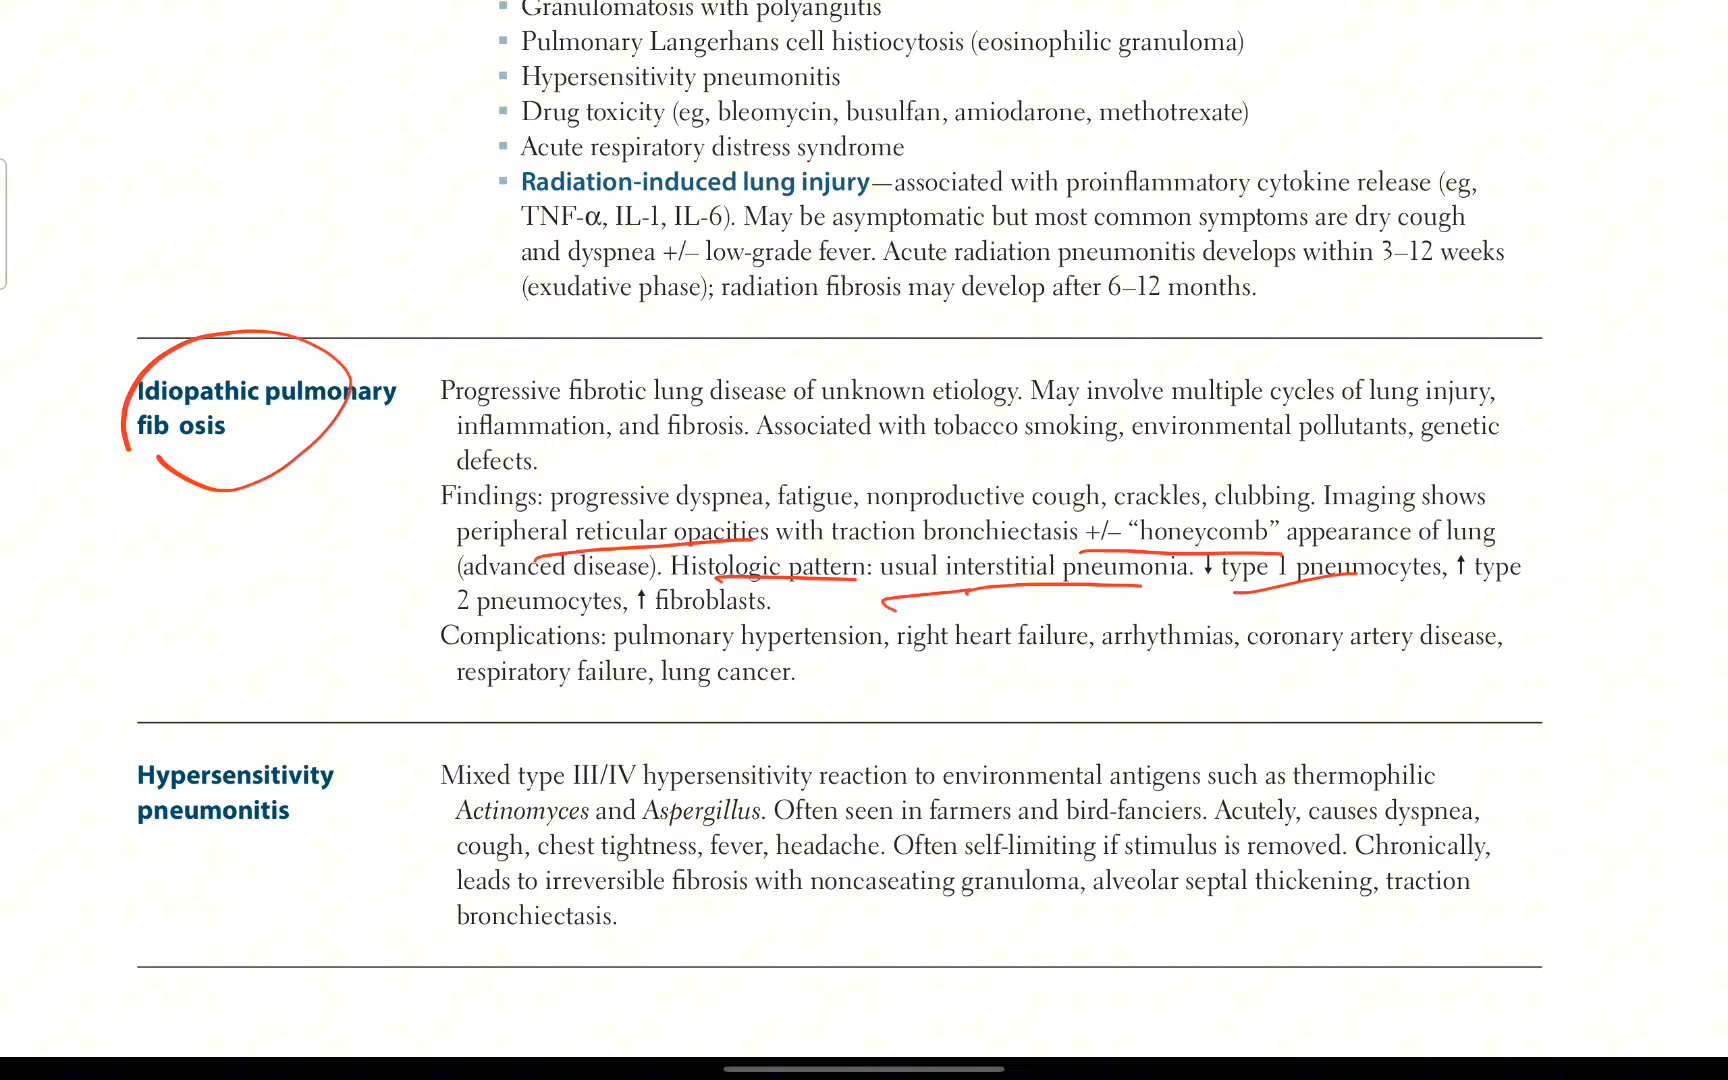 Granulomatosis with polyangiitis
Pulmonary Langerhans cell histiocytosis (eosinophilic granuloma)
Hypersensitivity pneumonitis
Drug toxicity (eg, bleomycin, busulfan, amiodarone, methotrexate)
Acute respiratory distress syndrome
Radiation-induced lung injury—associated with proinflammatory cytokine release (eg,
TNF-α, IL-1, IL-6). May be asymptomatic but most common symptoms are dry cough
and dyspnea +/– low-grade fever. Acute radiation pneumonitis develops within 3–12 weeks
(exudative phase); radiation fibrosis may develop after 6–12 months.
Idiopathic pulmonary
fib osis
Progressive fibrotic lung disease of unknown etiology. May involve multiple cycles of lung injury,
inflammation, and fibrosis. Associated with tobacco smoking, environmental pollutants, genetic
defects.
Findings: progressive dyspnea, fatigue, nonproductive cough, crackles, clubbing. Imaging shows
peripheral reticular opacities with traction bronchiectasis +/– “honeycomb” appearance of lung
(advanced disease). Histologic pattern: usual interstitial pneumonia. ↓ type 1 pneumocytes, ↑ type
2 pneumocytes, ↑ fibroblasts.
Complications: pulmonary hypertension, right heart failure, arrhythmias, coronary artery disease,
respiratory failure, lung cancer.
Hypersensitivity
pneumonitis
Mixed type III/IV hypersensitivity reaction to environmental antigens such as thermophilic
Actinomyces and Aspergillus. Often seen in farmers and bird-fanciers. Acutely, causes dyspnea,
cough, chest tightness, fever, headache. Often self-limiting if stimulus is removed. Chronically,
leads to irreversible fibrosis with noncaseating granuloma, alveolar septal thickening, traction
bronchiectasis.